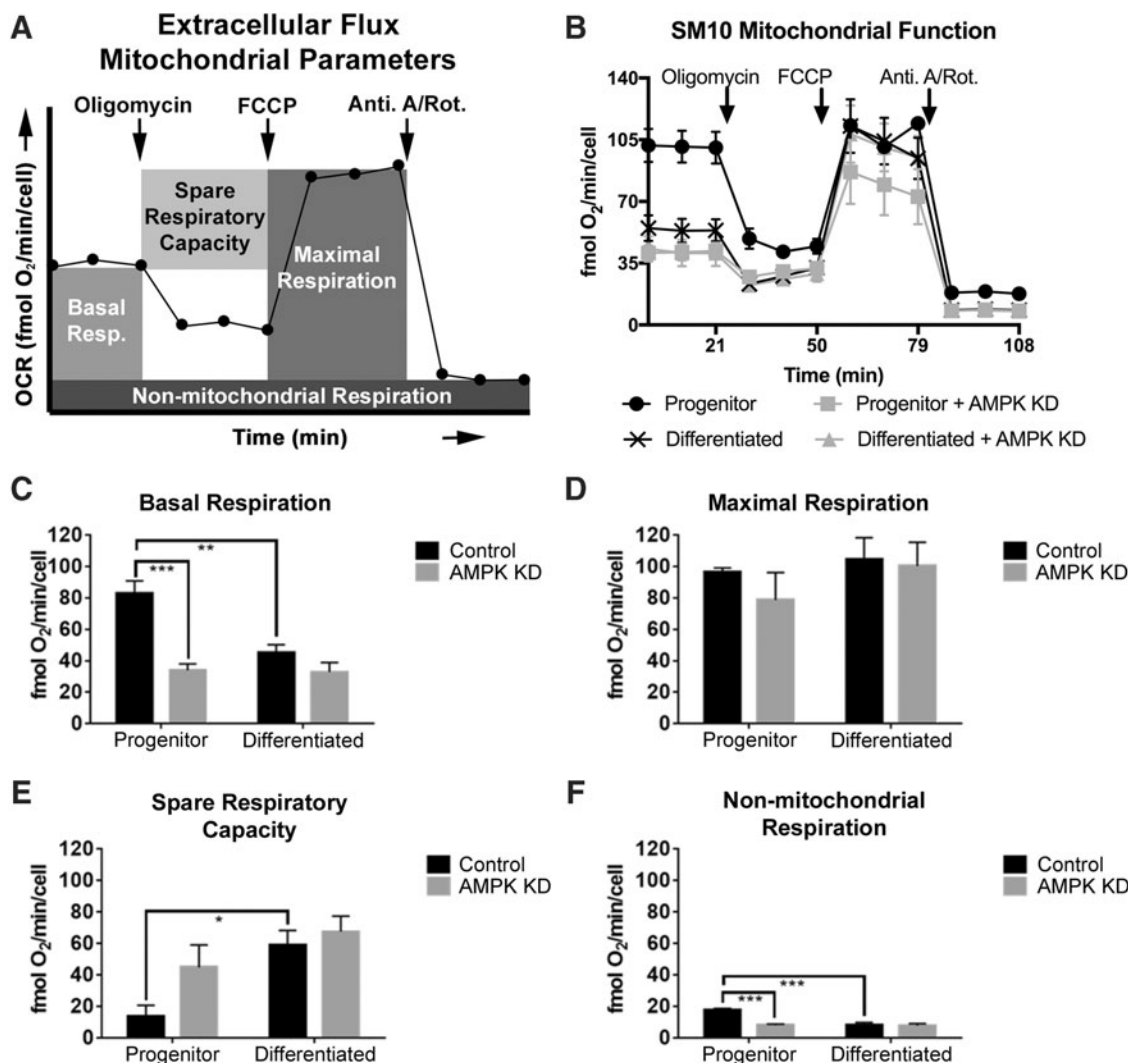 A
Extracellular Flux
Mitochondrial Parameters
Oligomycin
FCCP
Anti. A/Rot.
OCR (fmol O₂/min/cell)
Spare
Respiratory
Capacity
Maximal
Respiration
Basal
Resp.
Non-mitochondrial Respiration
Time (min)
B
SM10 Mitochondrial Function
Oligomycin
FCCP
Anti. A/Rot.
fmol O₂/min/cell
140
105
70
35
0
21
50
79
108
Time (min)
Progenitor
Progenitor + AMPK KD
Differentiated
Differentiated + AMPK KD
C
Basal Respiration
fmol O₂/min/cell
120
100
80
60
40
20
0
***
**
Progenitor
Differentiated
Control
AMPK KD
D
Maximal Respiration
fmol O₂/min/cell
120
100
80
60
40
20
0
Progenitor
Differentiated
Control
AMPK KD
E
Spare Respiratory
Capacity
fmol O₂/min/cell
120
100
80
60
40
20
0
*
Progenitor
Differentiated
Control
AMPK KD
F
Non-mitochondrial
Respiration
fmol O₂/min/cell
120
100
80
60
40
20
0
***
***
Progenitor
Differentiated
Control
AMPK KD